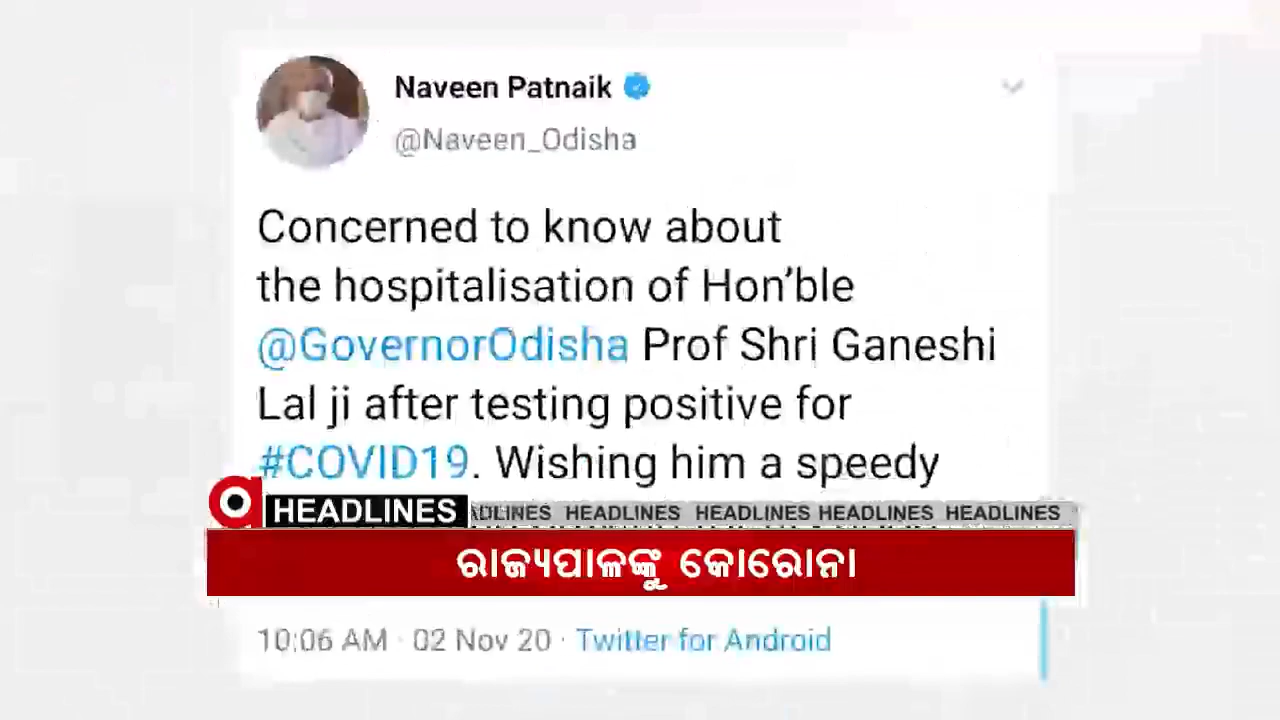 Naveen Patnaik
@Naveen_Odisha
Concerned to know about
the hospitalisation of Hon'ble
@GovernorOdisha Prof Shri Ganeshi
Lal ji after testing positive for
#COVID19. Wishing him a speedy
HEADLINES ADLINES HEADLINES HEADLINES HEADLINES HEADLINES
ରାଜ୍ୟପାଳଙ୍କୁ କୋରୋନା
10:06 AM · 02 Nov 20 · Twitter for Android